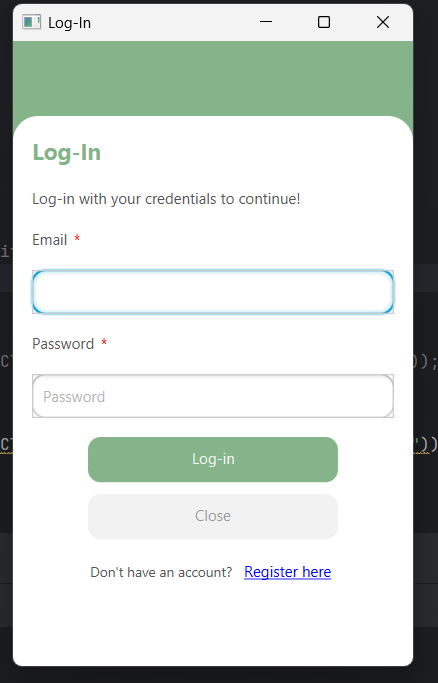 Log-In
Log-In
Log-in with your credentials to continue!
Email *
Password *
Password
Log-in
Close
Don't have an account? Register here